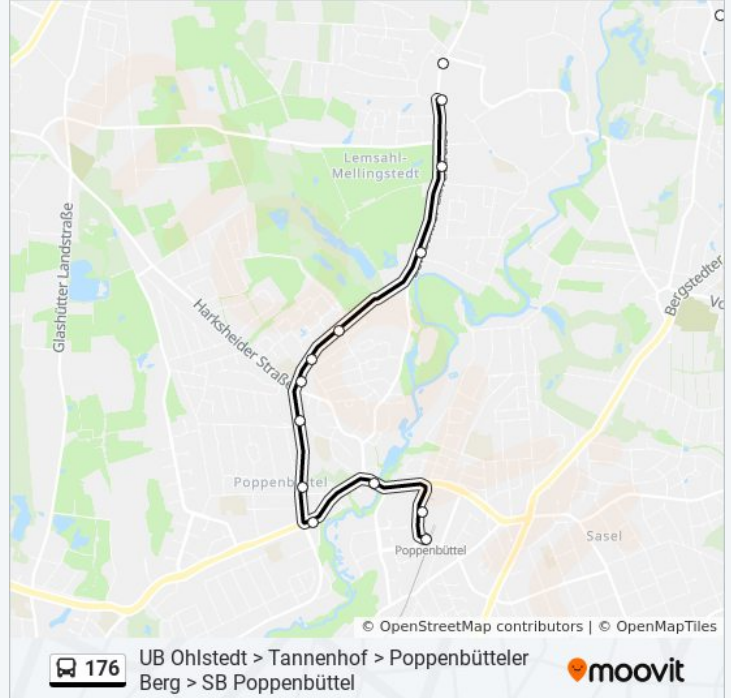 Lemsahl-
Mellingstedt
Glashütter Landstraße
Bergstedter
Harksheider Straße
Poppenbüttel
Sasel
Poppenbüttel
© OpenStreetMap contributors | © OpenMapTiles
176
UB Ohlstedt > Tannenhof > Poppenbütteler
Berg > SB Poppenbüttel
moovit